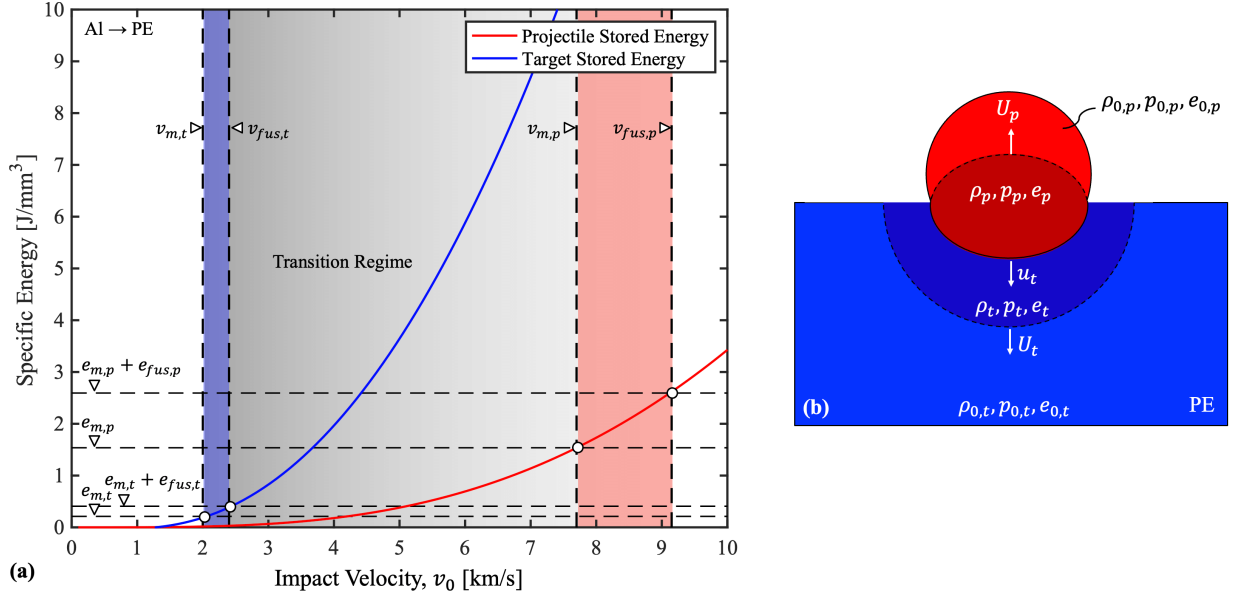 Al → PE
Projectile Stored Energy
Target Stored Energy
v_{m,t}
v_{fus,t}
v_{m,p}
v_{fus,p}
Transition Regime
e_{m,p} + e_{fus,p}
e_{m,p}
e_{m,t} + e_{fus,t}
e_{m,t}
Specific Energy [J/mm³]
10
9
8
7
6
5
4
3
2
1
0
0 1 2 3 4 5 6 7 8 9 10
Impact Velocity, v₀ [km/s]
(a)
ρ_{0,p}, p_{0,p}, e_{0,p}
U_p
ρ_p, p_p, e_p
u_t
ρ_t, p_t, e_t
U_t
(b)
ρ_{0,t}, p_{0,t}, e_{0,t}
PE